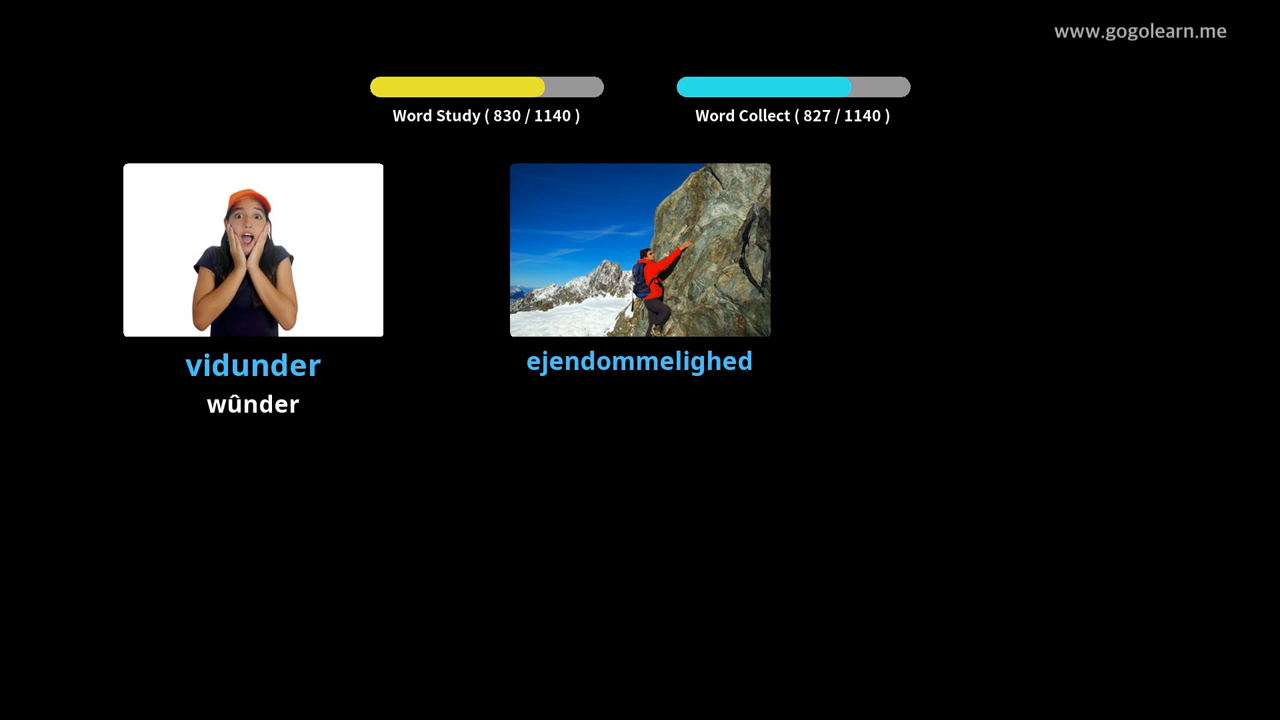 www.gogolearn.me
Word Study ( 830 / 1140 )
Word Collect ( 827 / 1140 )
vidunder
wûnder
ejendommelighed